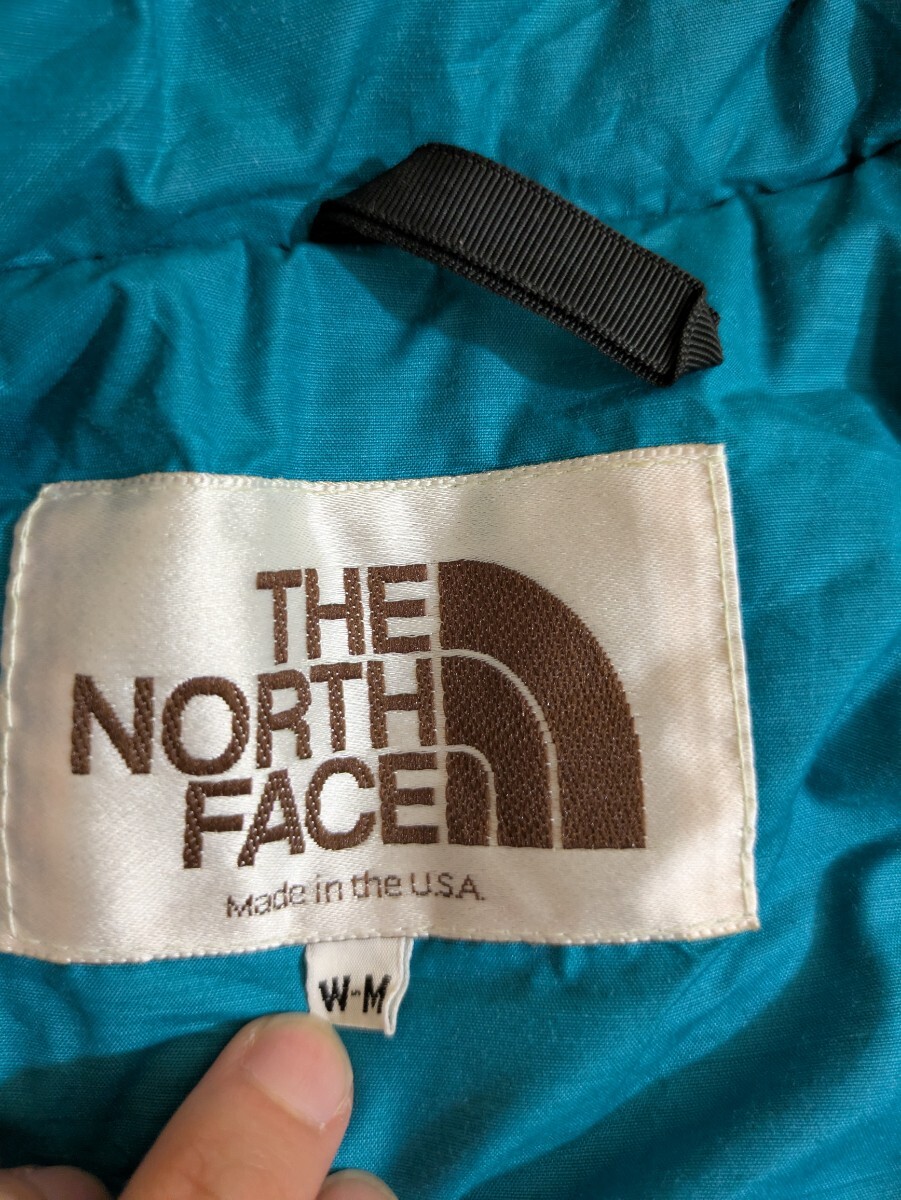 THE
NORTH
FACE
Made in the U.S.A.
W-M